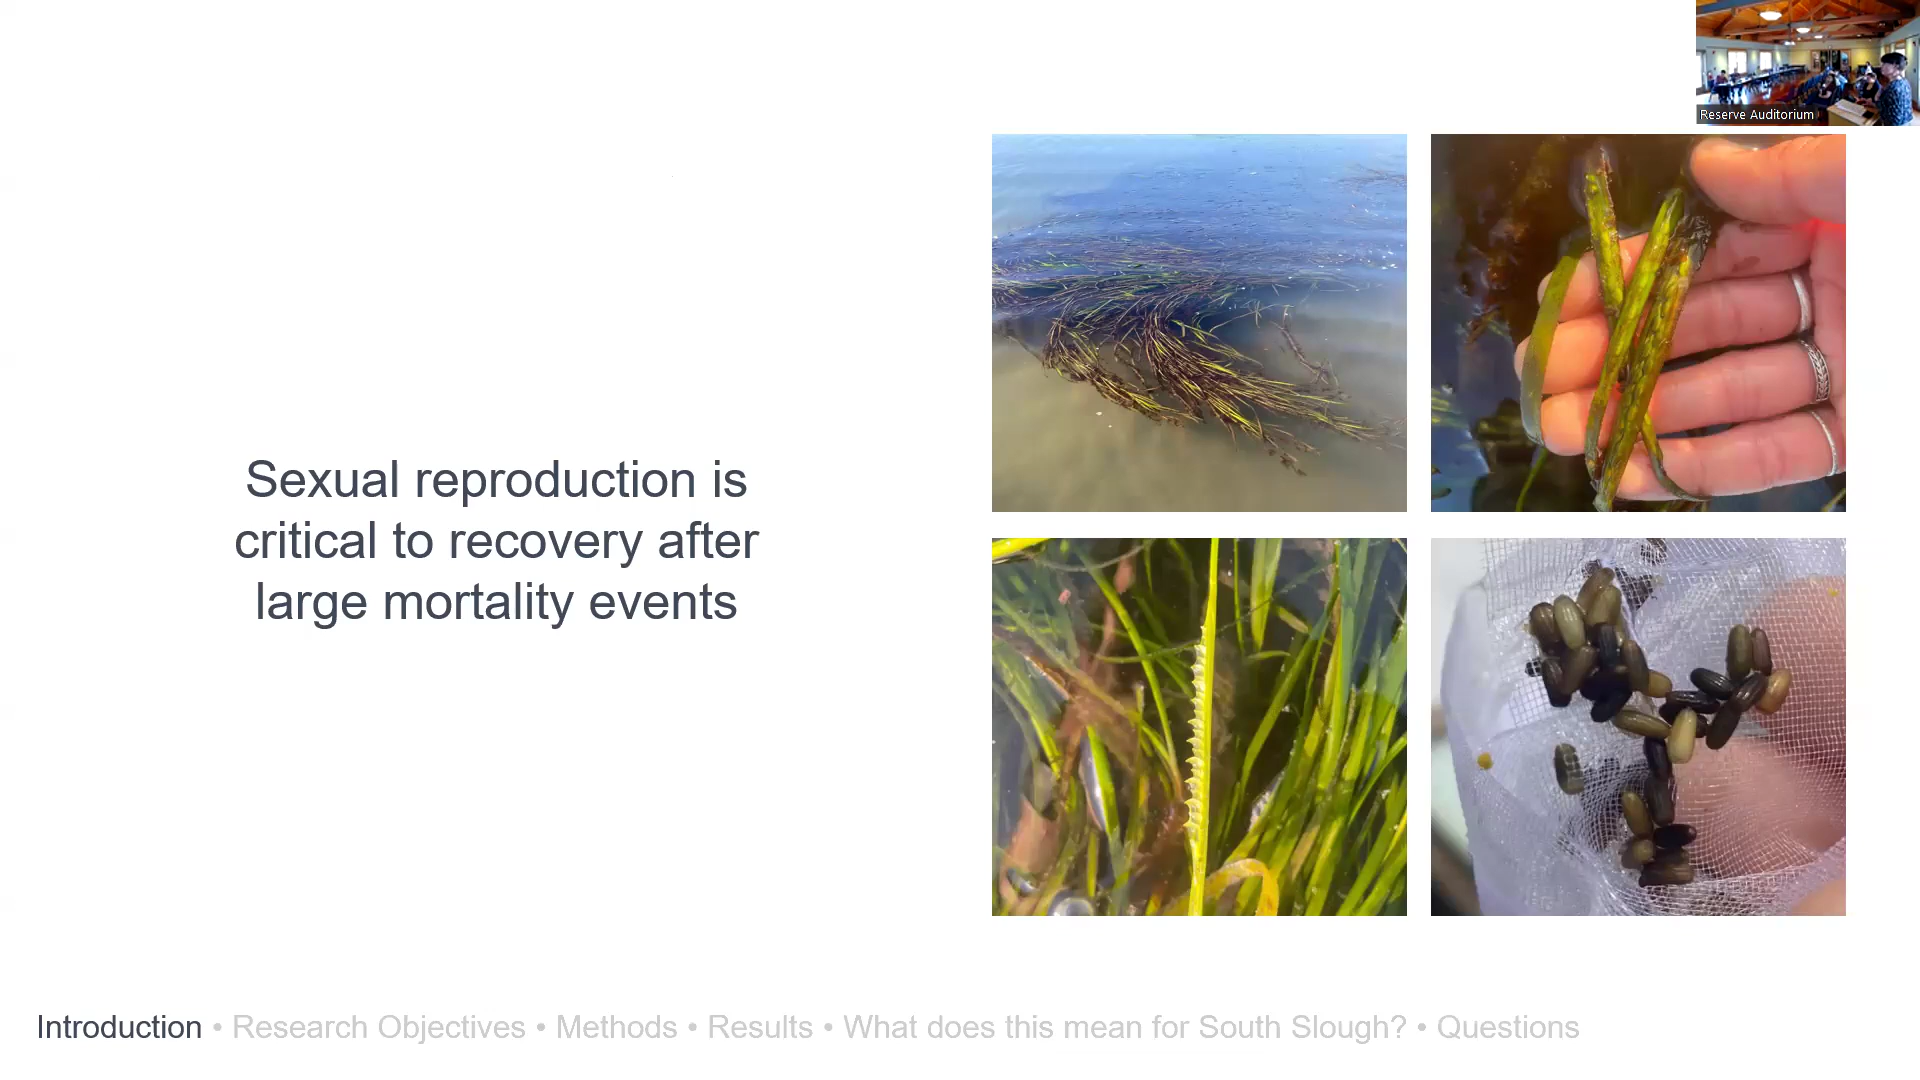 Reserve Auditorium
Sexual reproduction is
critical to recovery after
large mortality events
Introduction • Research Objectives • Methods • Results • What does this mean for South Slough? • Questions